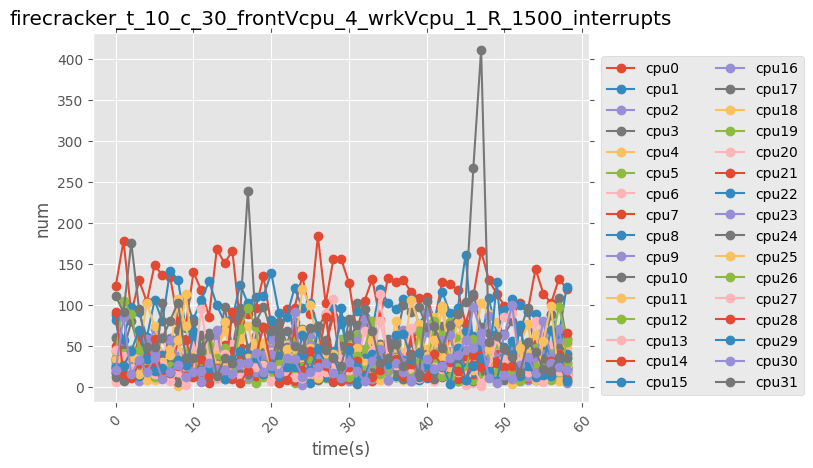 firecracker_t_10_c_30_frontVcpu_4_wrkVcpu_1_R_1500_interrupts
400
350
300
250
200
150
100
50
0
num
0
10
20
30
40
50
60
time(s)
cpu0
cpu1
cpu2
cpu3
cpu4
cpu5
cpu6
cpu7
cpu8
cpu9
cpu10
cpu11
cpu12
cpu13
cpu14
cpu15
cpu16
cpu17
cpu18
cpu19
cpu20
cpu21
cpu22
cpu23
cpu24
cpu25
cpu26
cpu27
cpu28
cpu29
cpu30
cpu31